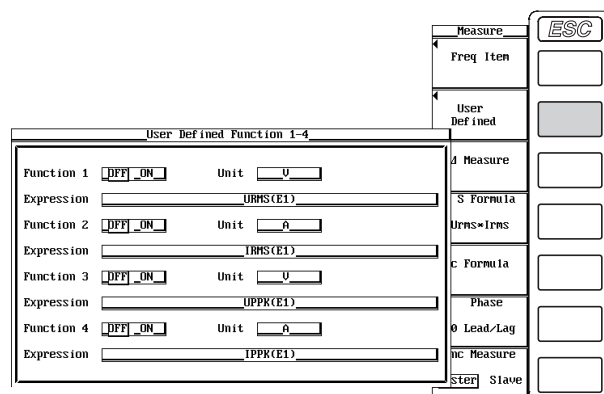 Measure
ESC
Freq Item
User
Defined
User Defined Function 1-4
Δ Measure
Function 1 OFF ON Unit V
Expression URMS(E1)
S Formula
Urms*Irms
Function 2 OFF ON Unit A
Expression IRMS(E1)
c Formula
Function 3 OFF ON Unit V
Expression UPPK(E1)
Phase
0 Lead/Lag
Function 4 OFF ON Unit A
Expression IPPK(E1)
nc Measure
ster Slave